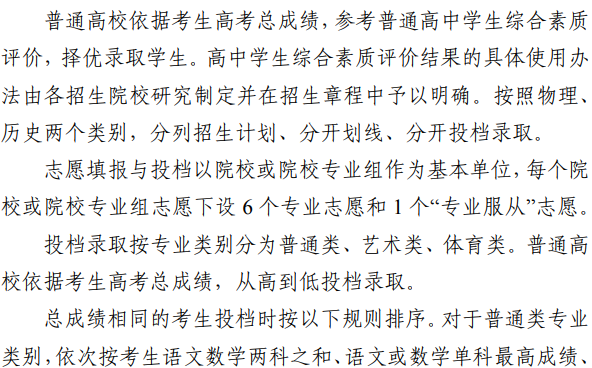 普通高校依据考生高考总成绩，参考普通高中学生综合素质
评价，择优录取学生。高中学生综合素质评价结果的具体使用办
法由各招生院校研究制定并在招生章程中予以明确。按照物理、
历史两个类别，分列招生计划、分开划线、分开投档录取。
志愿填报与投档以院校或院校专业组作为基本单位，每个院
校或院校专业组志愿下设 6 个专业志愿和 1 个“专业服从”志愿。
投档录取按专业类别分为普通类、艺术类、体育类。普通高
校依据考生高考总成绩，从高到低投档录取。
总成绩相同的考生投档时按以下规则排序。对于普通类专业
类别，依次按考生语文数学两科之和、语文或数学单科最高成绩、